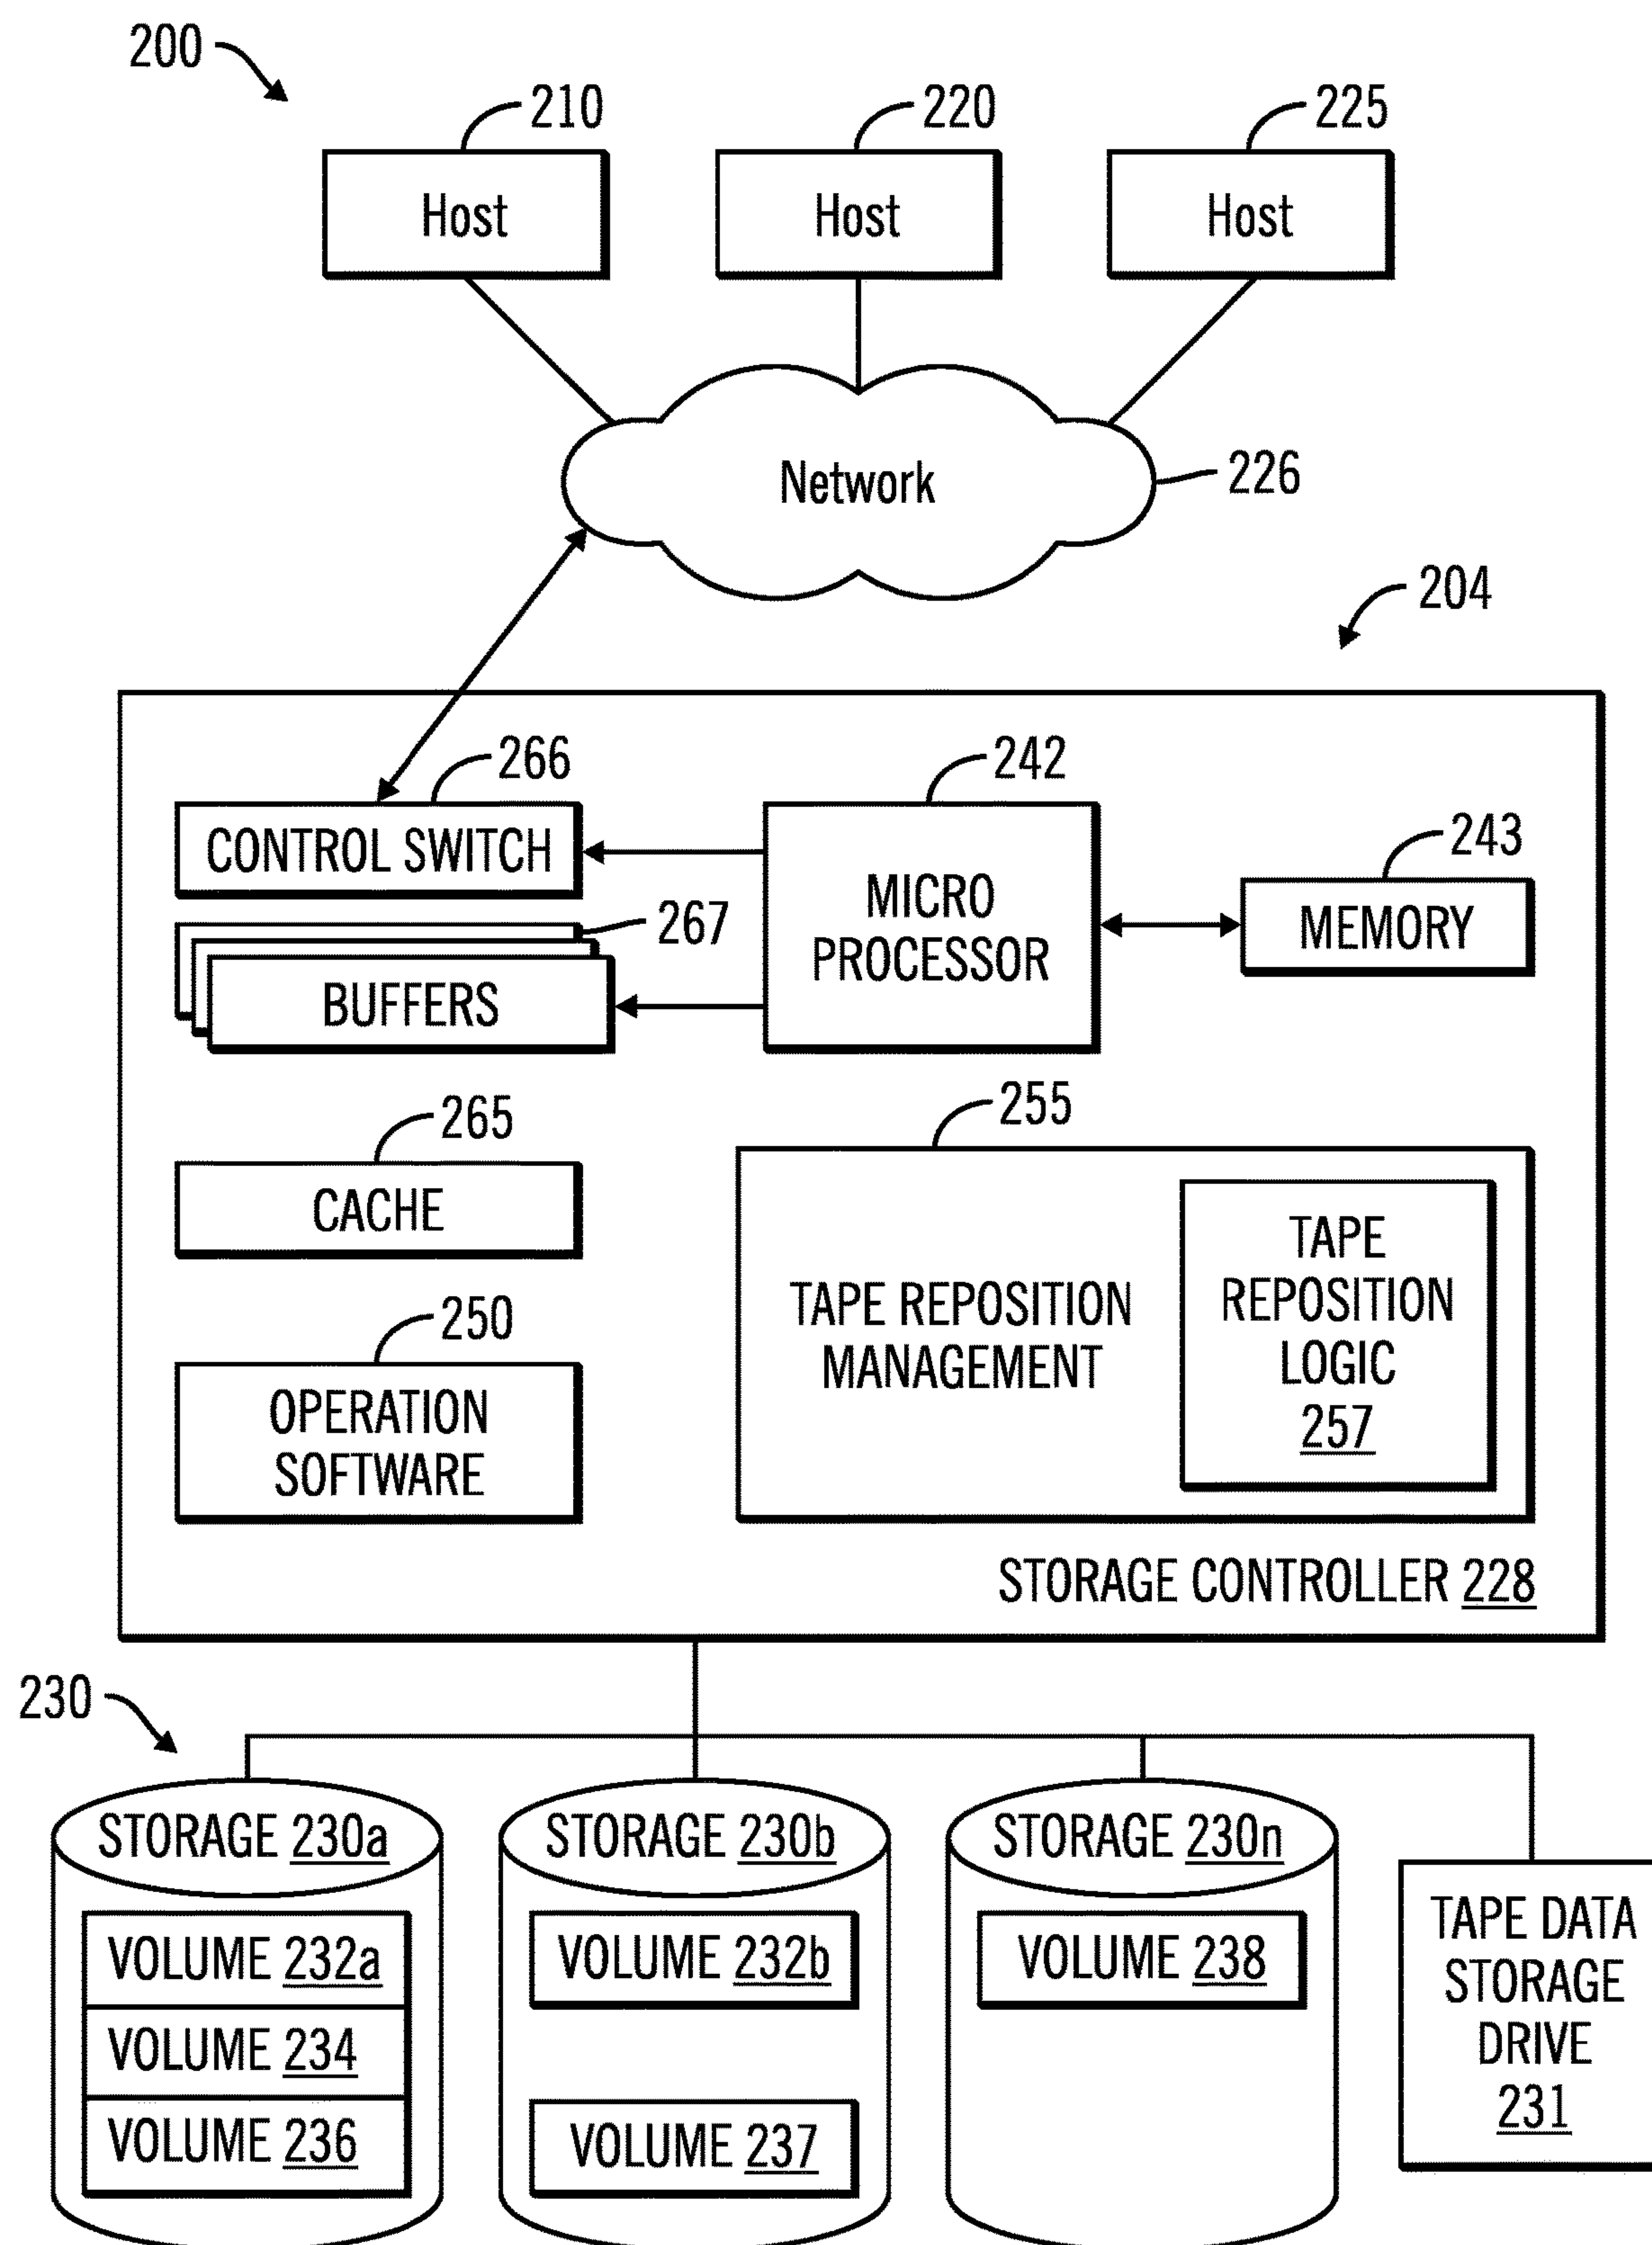 200
210
220
225
Host
Host
Host
Network
226
204
266
242
CONTROL SWITCH
243
MICRO
PROCESSOR
MEMORY
267
BUFFERS
265
255
CACHE
TAPE REPOSITION
MANAGEMENT
TAPE
REPOSITION
LOGIC
257
250
OPERATION
SOFTWARE
STORAGE CONTROLLER 228
230
STORAGE 230a
STORAGE 230b
STORAGE 230n
VOLUME 232a
VOLUME 234
VOLUME 236
VOLUME 232b
VOLUME 237
VOLUME 238
TAPE DATA
STORAGE
DRIVE
231